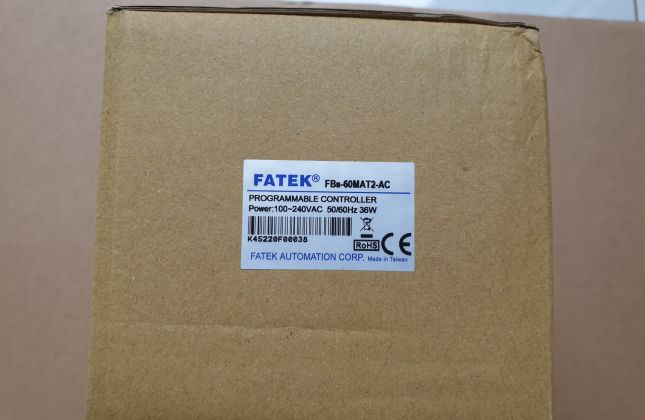 FATEK® FBs-60MAT2-AC
PROGRAMMABLE CONTROLLER
Power:100~240VAC 50/60Hz 36W
K4S220F00038
RoHS CE
FATEK AUTOMATION CORP. Made in Taiwan